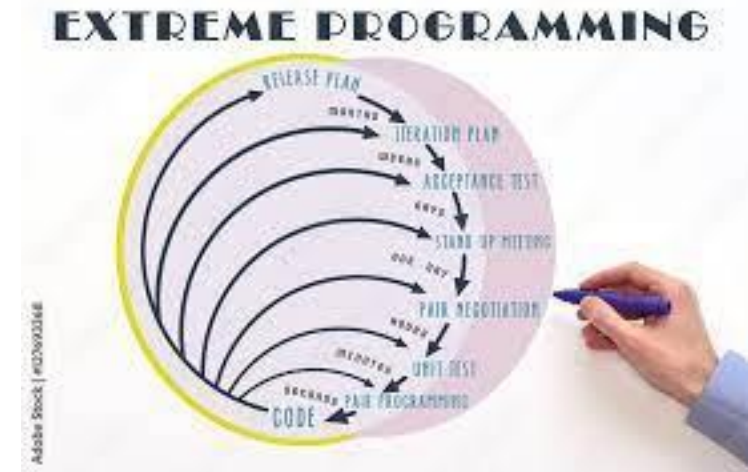 EXTREME PROGRAMMING
RELEASE PLAN
MONTHS
ITERATION PLAN
WEEKS
ACCEPTANCE TEST
DAYS
STAND UP MEETING
ONE DAY
PAIR NEGOTIATION
HOURS
UNIT TEST
MINUTES
PAIR PROGRAMMING
SECONDS
CODE
Adobe Stock |